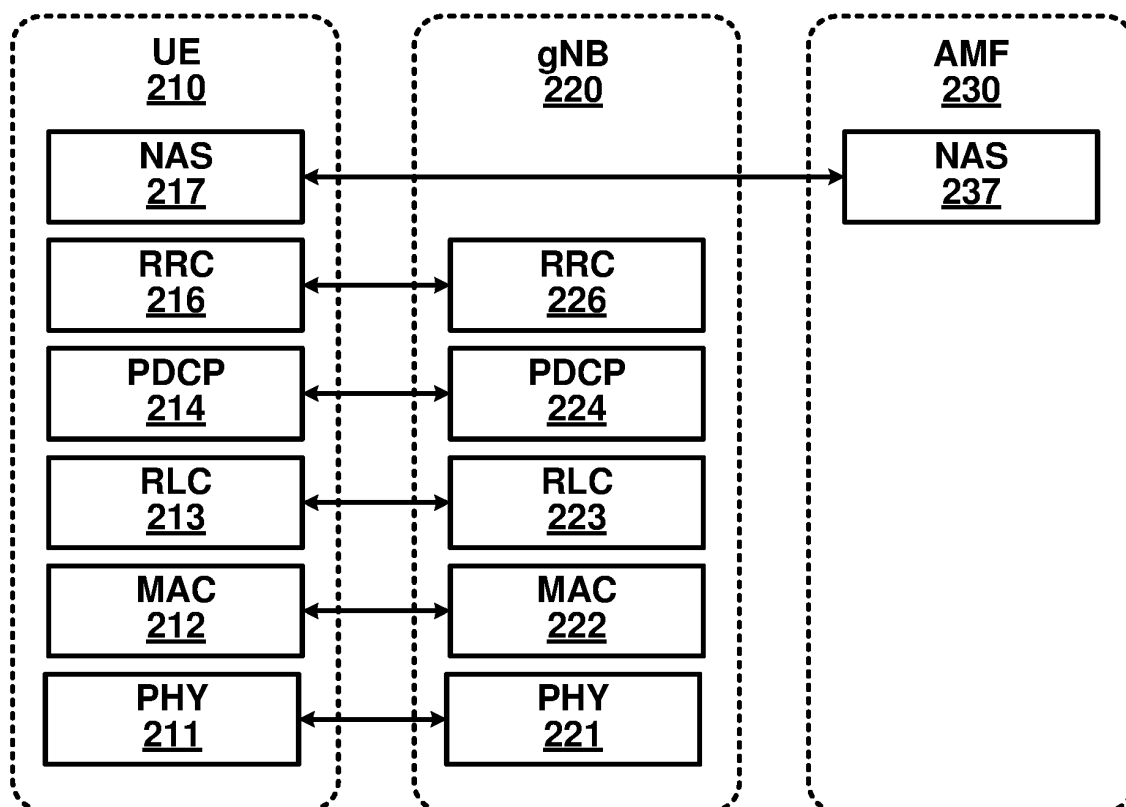 UE
210
gNB
220
AMF
230
NAS
217
NAS
237
RRC
216
RRC
226
PDCP
214
PDCP
224
RLC
213
RLC
223
MAC
212
MAC
222
PHY
211
PHY
221